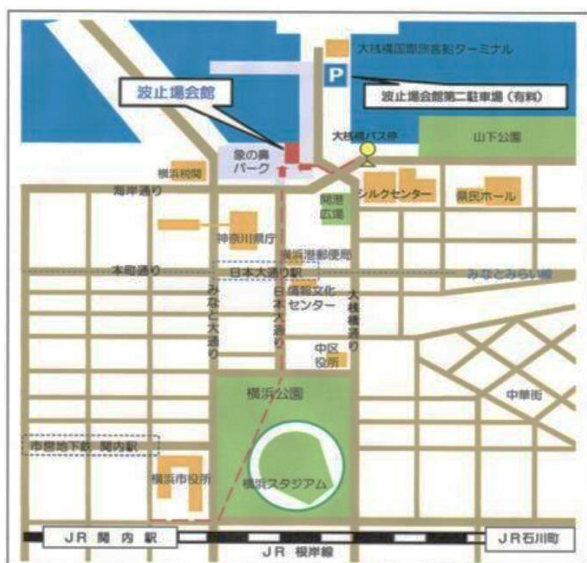 大桟橋国際旅客船ターミナル
P
波止場会館
波止場会館第二駐車場(有料)
大桟橋バス停
山下公園
象の鼻
パーク
横浜税関
海岸通り
シルクセンター
県民ホール
開港
広場
神奈川県庁
横浜港郵便局
本町通り
日本大通り駅
みなとみらい線
情報文化
センター
みなと大通り
日本大通り
大桟橋通り
中区
役所
横浜公園
中華街
市営地下鉄 関内駅
横浜市役所
横浜スタジアム
JR 関 内 駅
JR 根岸線
JR石川町